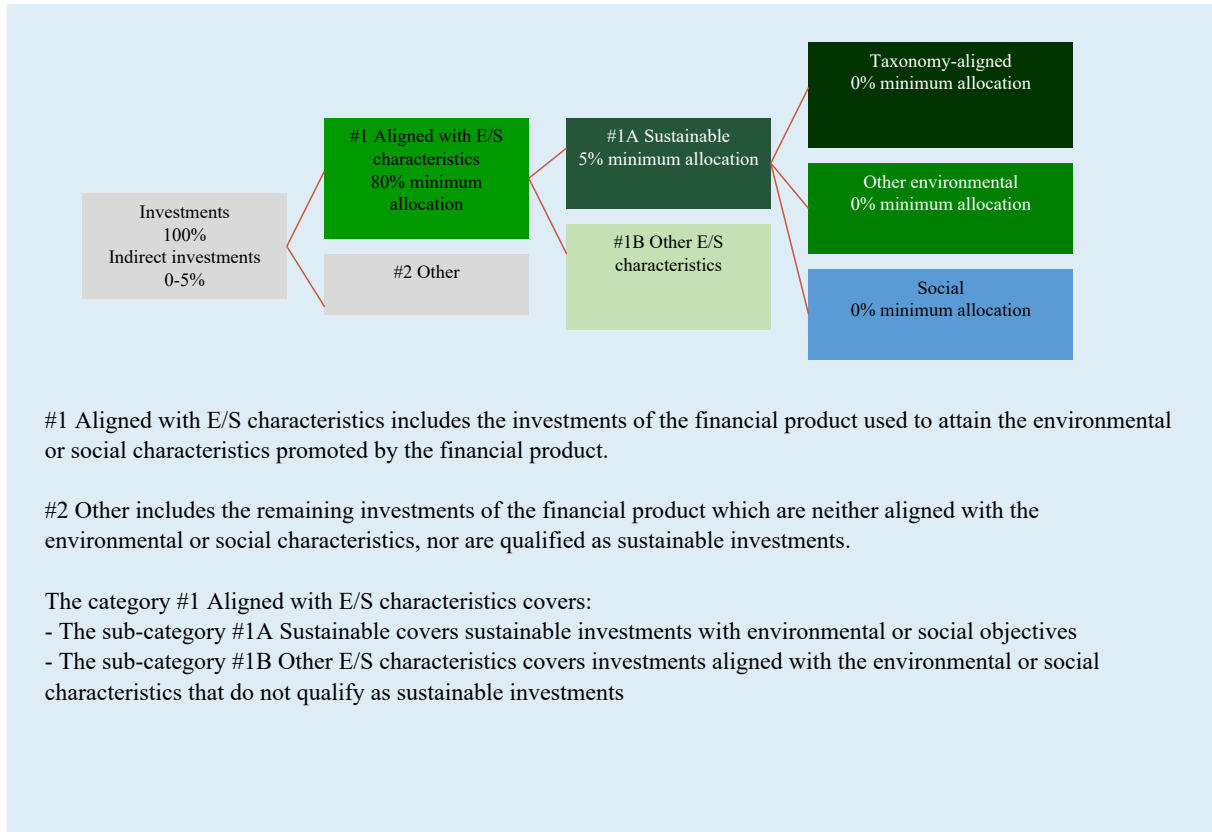 Investments
100%
Indirect investments
0-5%
#1 Aligned with E/S
characteristics
80% minimum
allocation
#2 Other
#1A Sustainable
5% minimum allocation
#1B Other E/S
characteristics
Taxonomy-aligned
0% minimum allocation
Other environmental
0% minimum allocation
Social
0% minimum allocation
#1 Aligned with E/S characteristics includes the investments of the financial product used to attain the environmental
or social characteristics promoted by the financial product.
#2 Other includes the remaining investments of the financial product which are neither aligned with the
environmental or social characteristics, nor are qualified as sustainable investments.
The category #1 Aligned with E/S characteristics covers:
- The sub-category #1A Sustainable covers sustainable investments with environmental or social objectives
- The sub-category #1B Other E/S characteristics covers investments aligned with the environmental or social
characteristics that do not qualify as sustainable investments